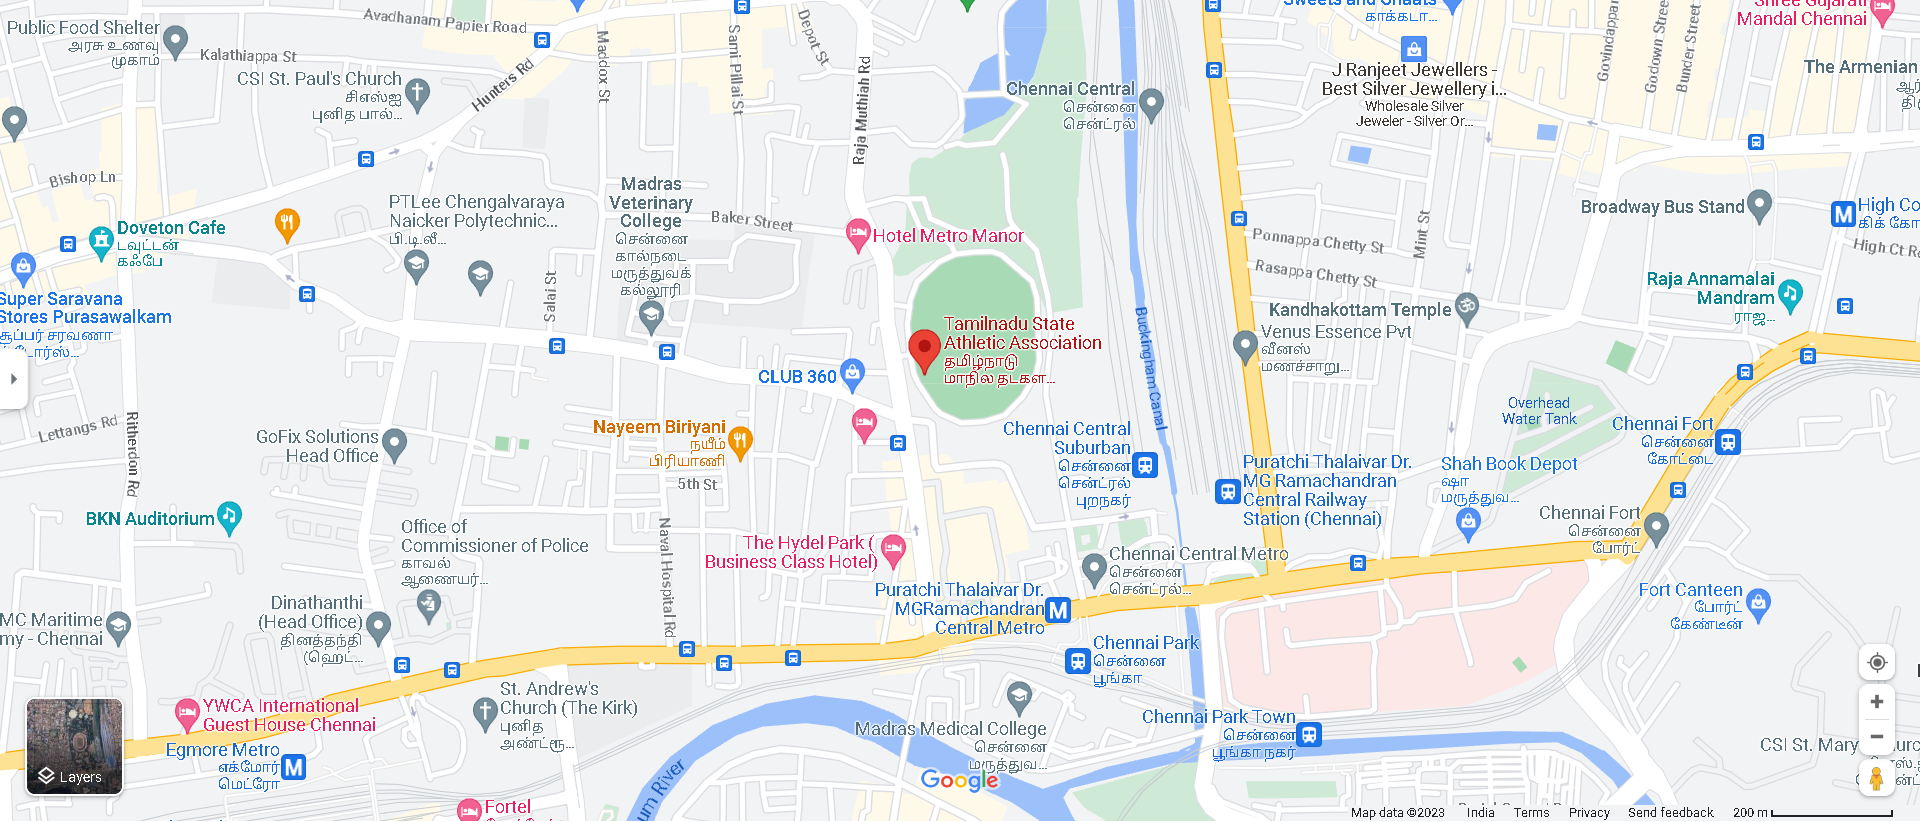 Public Food Shelter
அரசு உணவு
முகாம்
Avadhanam Papier Road
Kalathiappa St
CSI St. Paul's Church
சிஎஸ்ஐ
புனித பால்...
Hunters Rd
Maddox St
Sami Pillai St
Depot St
Raja Muthiah Rd
Chennai Central
சென்னை
சென்ட்ரல்
Sweets and Chaats
காக்கடா...
J Ranjeet Jewellers -
Best Silver Jewellery i...
Wholesale Silver
Jeweler - Silver Or...
Govindappan
Godown Street
Bunder Street
Shree Gujarati
Mandal Chennai
The Armenian
Bishop Ln
Doveton Cafe
டவுட்டன்
கஃபே
PTLee Chengalvaraya
Naicker Polytechnic...
பி.டி.லீ...
Madras
Veterinary
College
சென்னை
கால்நடை
மருத்துவக்
கல்லூரி
Baker Street
Hotel Metro Manor
Ponnappa Chetty St
Rasappa Chetty St
Mint St
Broadway Bus Stand
High Co
கிக் கோ
High Ct Rd
Raja Annamalai
Mandram
ராஜ...
Super Saravana
Stores Purasawalkam
சூப்பர் சரவணா
டோர்ஸ்...
Salai St
Tamilnadu State
Athletic Association
தமிழ்நாடு
மாநில தடகள...
Buckingham Canal
Kandhakottam Temple
Venus Essence Pvt
வீனஸ்
மணச்சாறு...
CLUB 360
Lettangs Rd
Ritherdon Rd
GoFix Solutions
Head Office
Nayeem Biriyani
நயீம்
பிரியாணி
5th St
Chennai Central
Suburban
சென்னை
சென்ட்ரல்
புறநகர்
Overhead
Water Tank
Chennai Fort
சென்னை
கோட்டை
Puratchi Thalaivar Dr.
MG Ramachandran
Central Railway
Station (Chennai)
Shah Book Depot
ஷா
மருத்துவ...
BKN Auditorium
Office of
Commissioner of Police
காவல்
ஆணையர்...
Naval Hospital Rd
The Hydel Park (
Business Class Hotel)
Chennai Central Metro
சென்னை
சென்ட்ரல்...
Chennai Fort
சென்னை
போர்ட்
Puratchi Thalaivar Dr.
MGRamachandran
Central Metro
Fort Canteen
போர்ட்
கேண்டீன்
MC Maritime
my - Chennai
Dinathanthi
(Head Office)
தினத்தந்தி
(ஹெட்...
Chennai Park
சென்னை
பூங்கா
YWCA International
Guest House Chennai
St. Andrew's
Church (The Kirk)
புனித
அண்ட்ரூ...
Madras Medical College
சென்னை
மருத்துவ...
Chennai Park Town
சென்னை
பூங்கா நகர்
Egmore Metro
எக்மோர்
மெட்ரோ
CSI St. Mary's
Layers
um River
Google
Fortel
Map data ©2023
India
Terms
Privacy
Send feedback
200 m